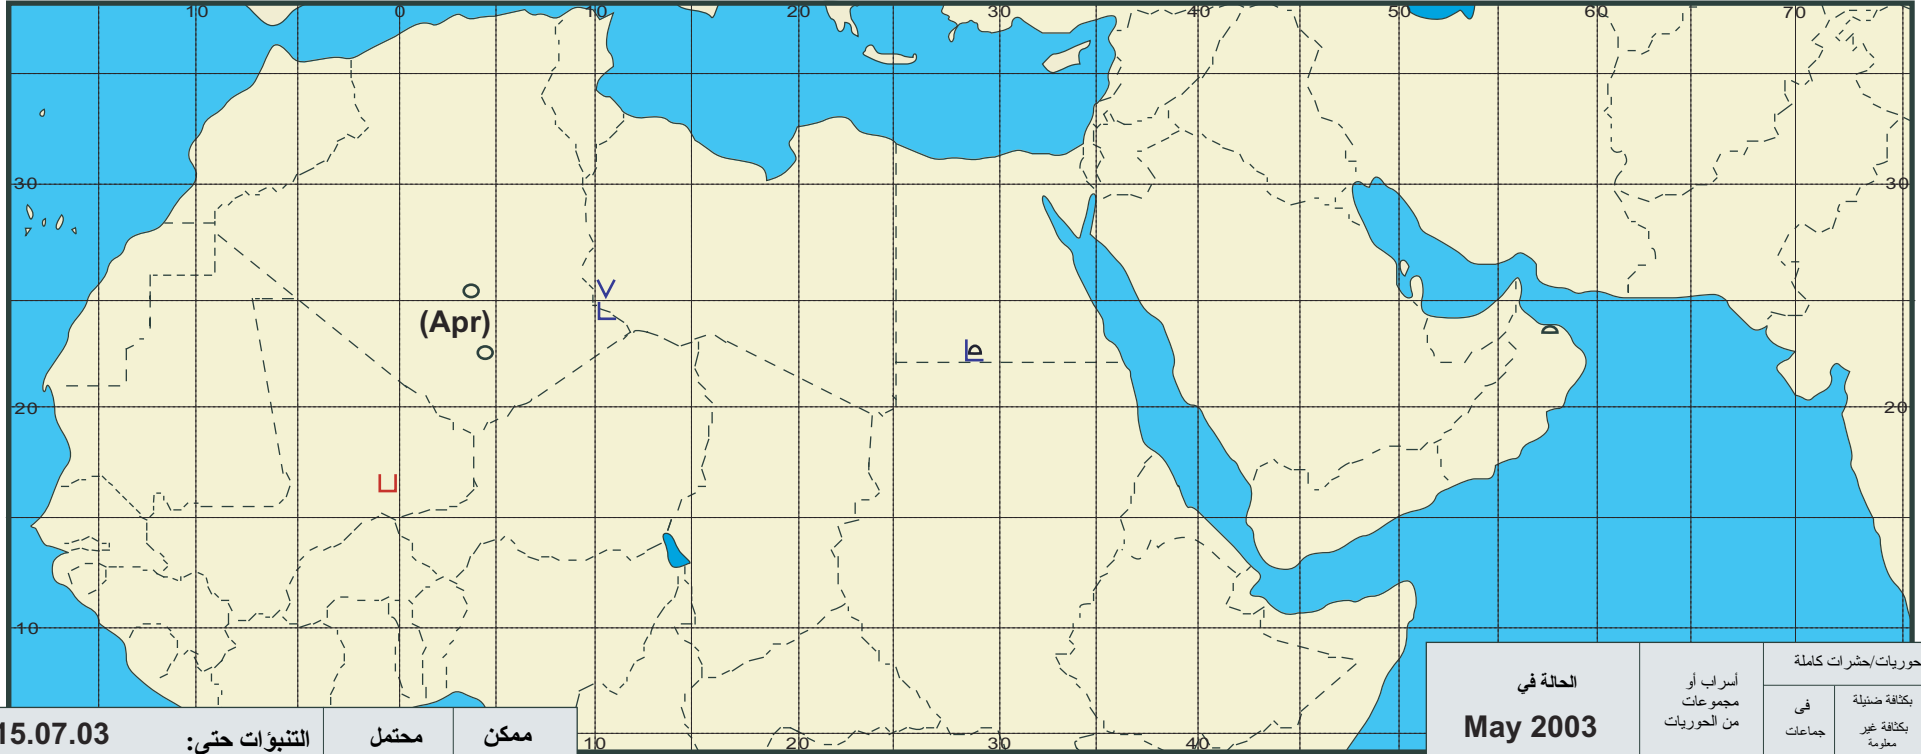 10 0 10 20 30 40 50 60 70
30 30
(Apr)
20 20
10
10 20 30 40
التنبؤات حتى: 15.07.03
محتمل
ممكن
الحالة في
May 2003
أسراب أو
مجموعات
من الحوريات
حوريات/حشرات كاملة
فى
جماعات
بكثافة ضئيلة
بكثافة غير
معلومة